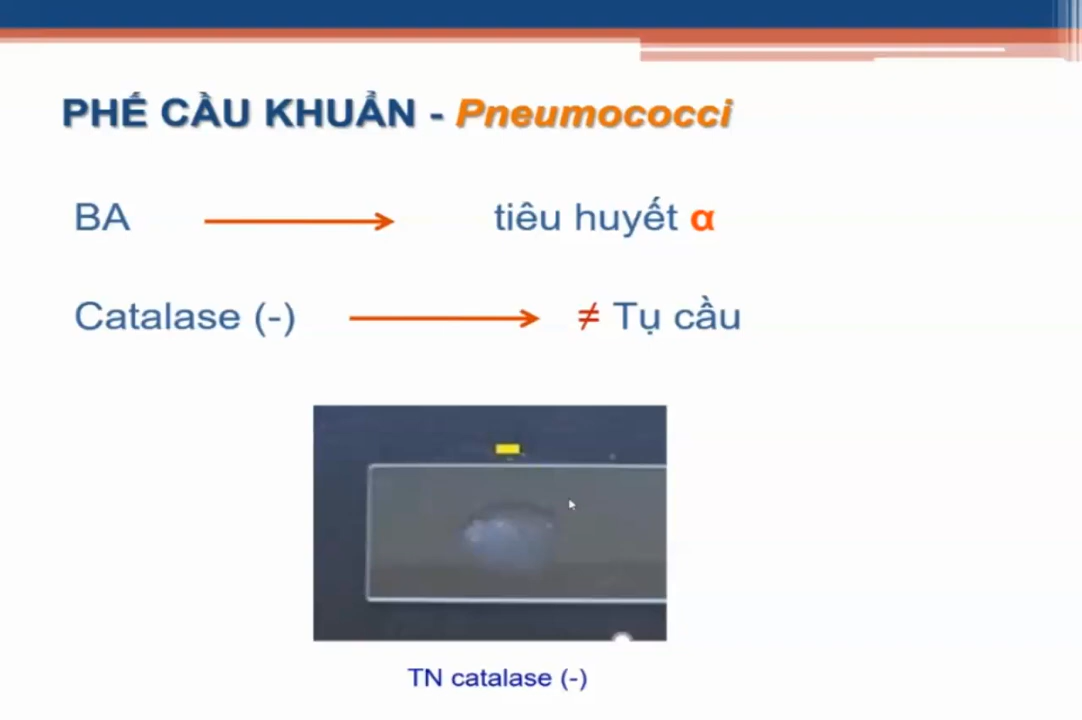 PHẾ CẦU KHUẨN - Pneumococci
BA → tiêu huyết α
Catalase (-) → ≠ Tụ cầu
TN catalase (-)